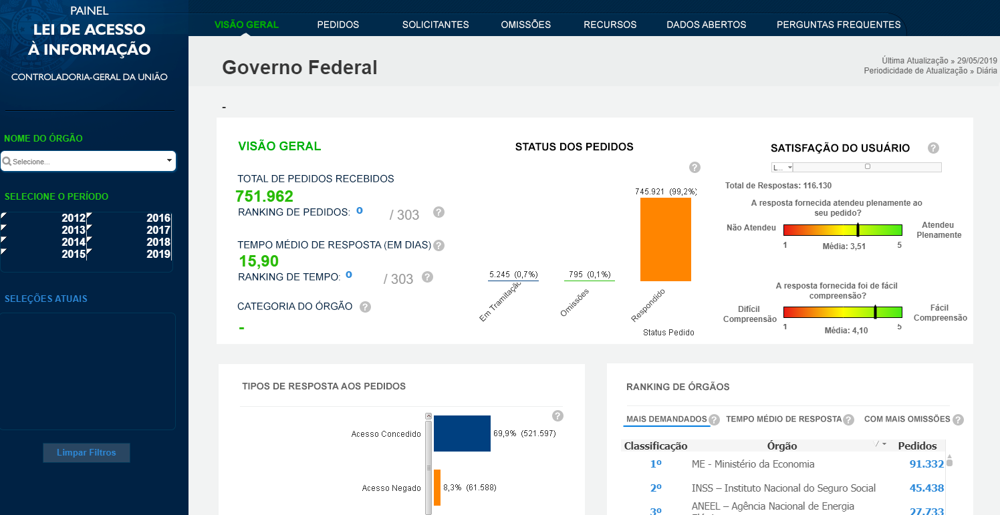 PAINEL
LEI DE ACESSO
À INFORMAÇÃO
CONTROLADORIA-GERAL DA UNIÃO
NOME DO ÓRGÃO
Selecione...
SELECIONE O PERÍODO
2012 2016
2013 2017
2014 2018
2015 2019
SELEÇÕES ATUAIS
Limpar Filtros
VISÃO GERAL PEDIDOS SOLICITANTES OMISSÕES RECURSOS DADOS ABERTOS PERGUNTAS FREQUENTES
Governo Federal
Última Atualização » 29/05/2019
Periodicidade de Atualização » Diária
-
VISÃO GERAL
TOTAL DE PEDIDOS RECEBIDOS
751.962
RANKING DE PEDIDOS: 0 / 303 ?
TEMPO MÉDIO DE RESPOSTA (EM DIAS) ?
15,90
RANKING DE TEMPO: 0 / 303 ?
CATEGORIA DO ÓRGÃO ?
-
STATUS DOS PEDIDOS
?
745.921 (99,2%)
5.245 (0,7%)
795 (0,1%)
Em Tramitação
Omissões
Respondido
Status Pedido
SATISFAÇÃO DO USUÁRIO ?
L...
Total de Respostas: 116.130
A resposta fornecida atendeu plenamente ao
seu pedido?
Não Atendeu
Atendeu
Plenamente
1 Média: 3,51 5
A resposta fornecida foi de fácil
compreensão?
Difícil
Compreensão
Fácil
Compreensão
1 Média: 4,10 5
TIPOS DE RESPOSTA AOS PEDIDOS
?
Acesso Concedido 69,9% (521.597)
Acesso Negado 8,3% (61.588)
RANKING DE ÓRGÃOS
MAIS DEMANDADOS ? TEMPO MÉDIO DE RESPOSTA ? COM MAIS OMISSÕES ?
Classificação Órgão / Pedidos
1º ME - Ministério da Economia 91.332
2º INSS – Instituto Nacional do Seguro Social 45.438
3º ANEEL – Agência Nacional de Energia 27.733